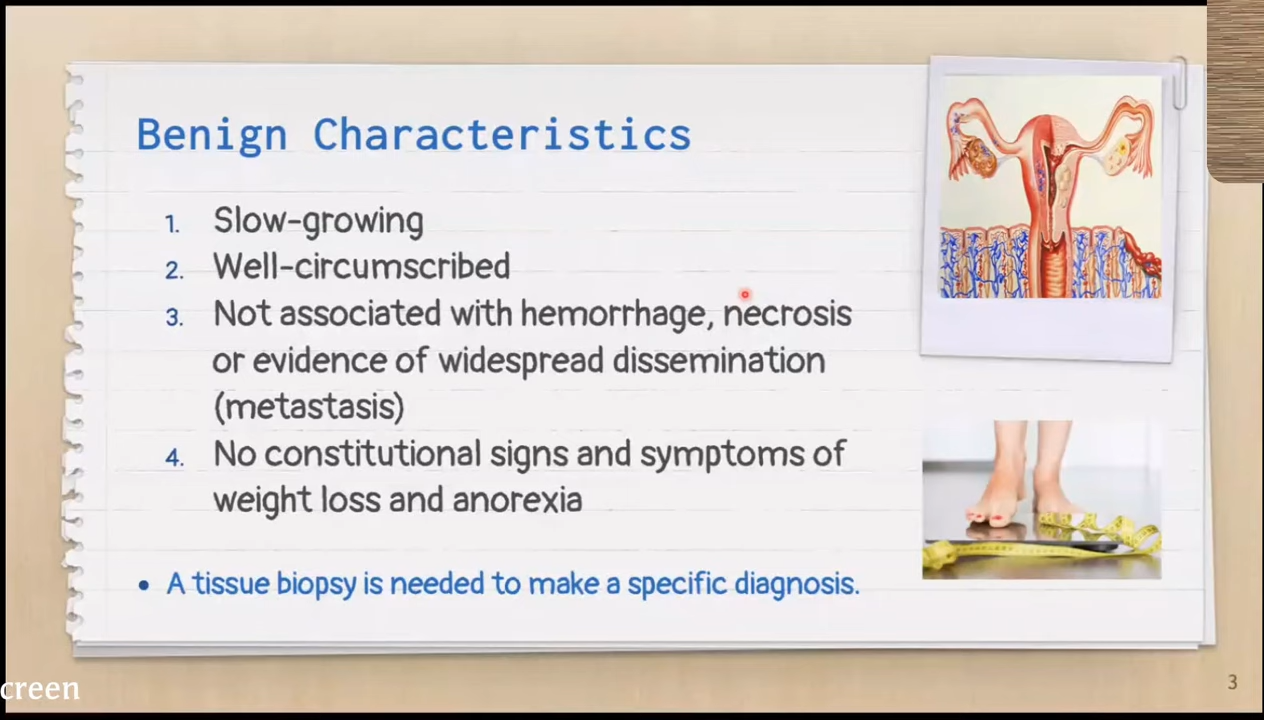 Benign Characteristics
1. Slow-growing
2. Well-circumscribed
3. Not associated with hemorrhage, necrosis
or evidence of widespread dissemination
(metastasis)
4. No constitutional signs and symptoms of
weight loss and anorexia
• A tissue biopsy is needed to make a specific diagnosis.
creen
3